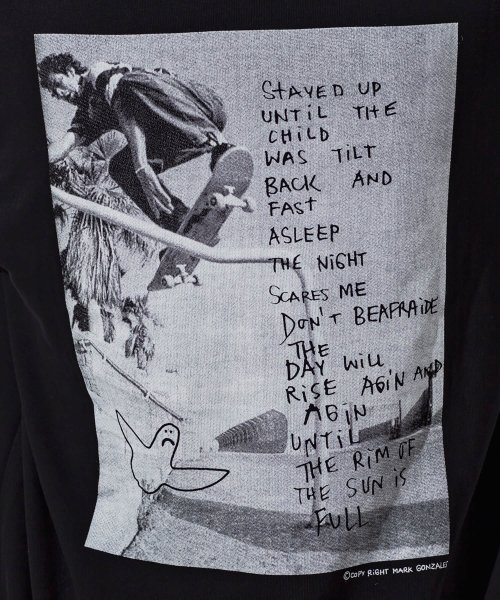 STAYED UP
UNTiL THE
CHiLD
WAS TiLT
BACK AND
FAST
ASLEEP
THE NiGHT
SCARES ME
DON'T BEAFRAiDE
THE
DAY WiLL
RiSE AGiN AND
AGiN
UNTiL
THE RiM OF
THE SUN iS
FULL
©COPY RiGHT MARK GONZALES